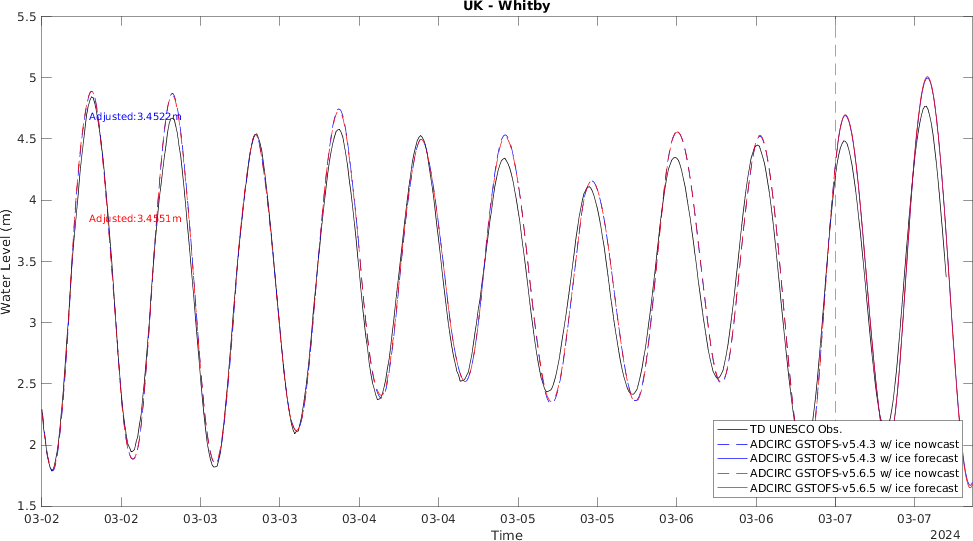 UK - Whitby
5.5
5
4.5
4
3.5
3
2.5
2
1.5
Water Level (m)
Adjusted:3.4522m
Adjusted:3.4551m
TD UNESCO Obs.
ADCIRC GSTOFS-v5.4.3 w/ ice nowcast
ADCIRC GSTOFS-v5.4.3 w/ ice forecast
ADCIRC GSTOFS-v5.6.5 w/ ice nowcast
ADCIRC GSTOFS-v5.6.5 w/ ice forecast
03-02 03-02 03-03 03-03 03-04 03-04 03-05 03-05 03-06 03-06 03-07 03-07
Time
2024